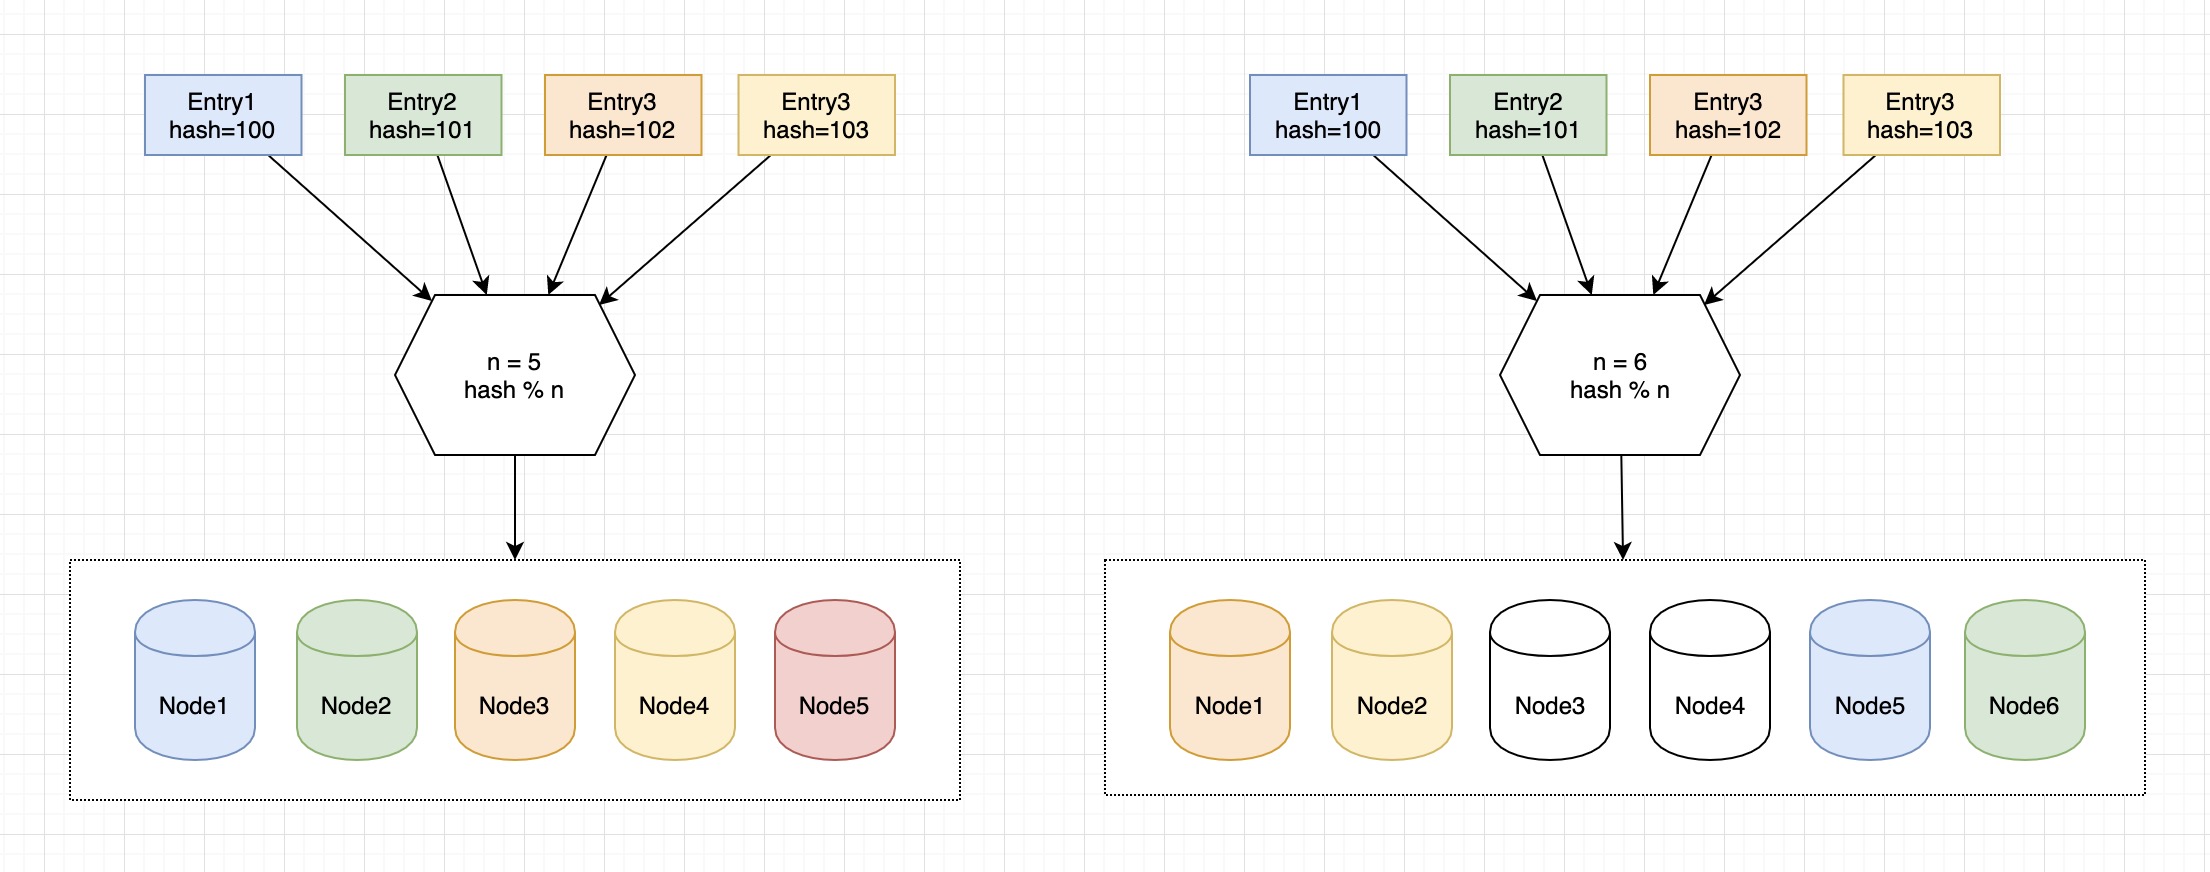 Entry1
hash=100
Entry2
hash=101
Entry3
hash=102
Entry3
hash=103
n = 5
hash % n
Node1
Node2
Node3
Node4
Node5
Entry1
hash=100
Entry2
hash=101
Entry3
hash=102
Entry3
hash=103
n = 6
hash % n
Node1
Node2
Node3
Node4
Node5
Node6